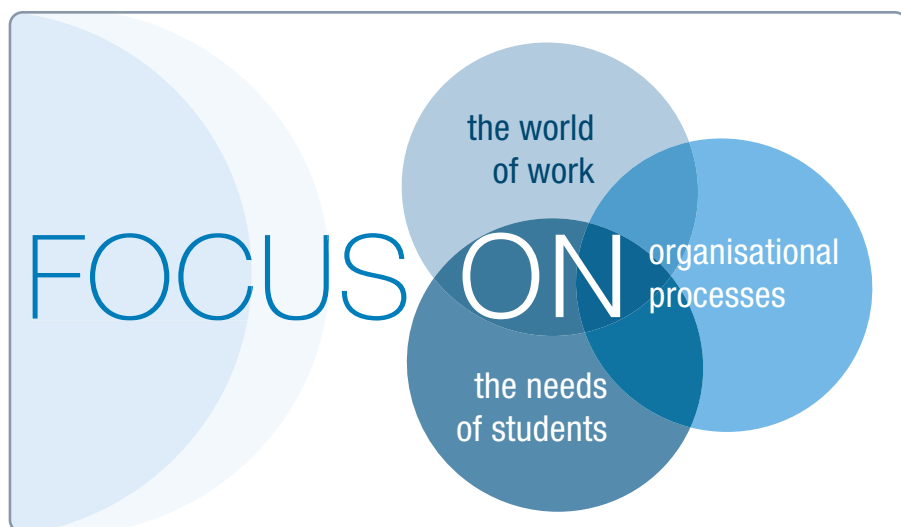 the world
of work
FOCUS ON
organisational
processes
the needs
of students